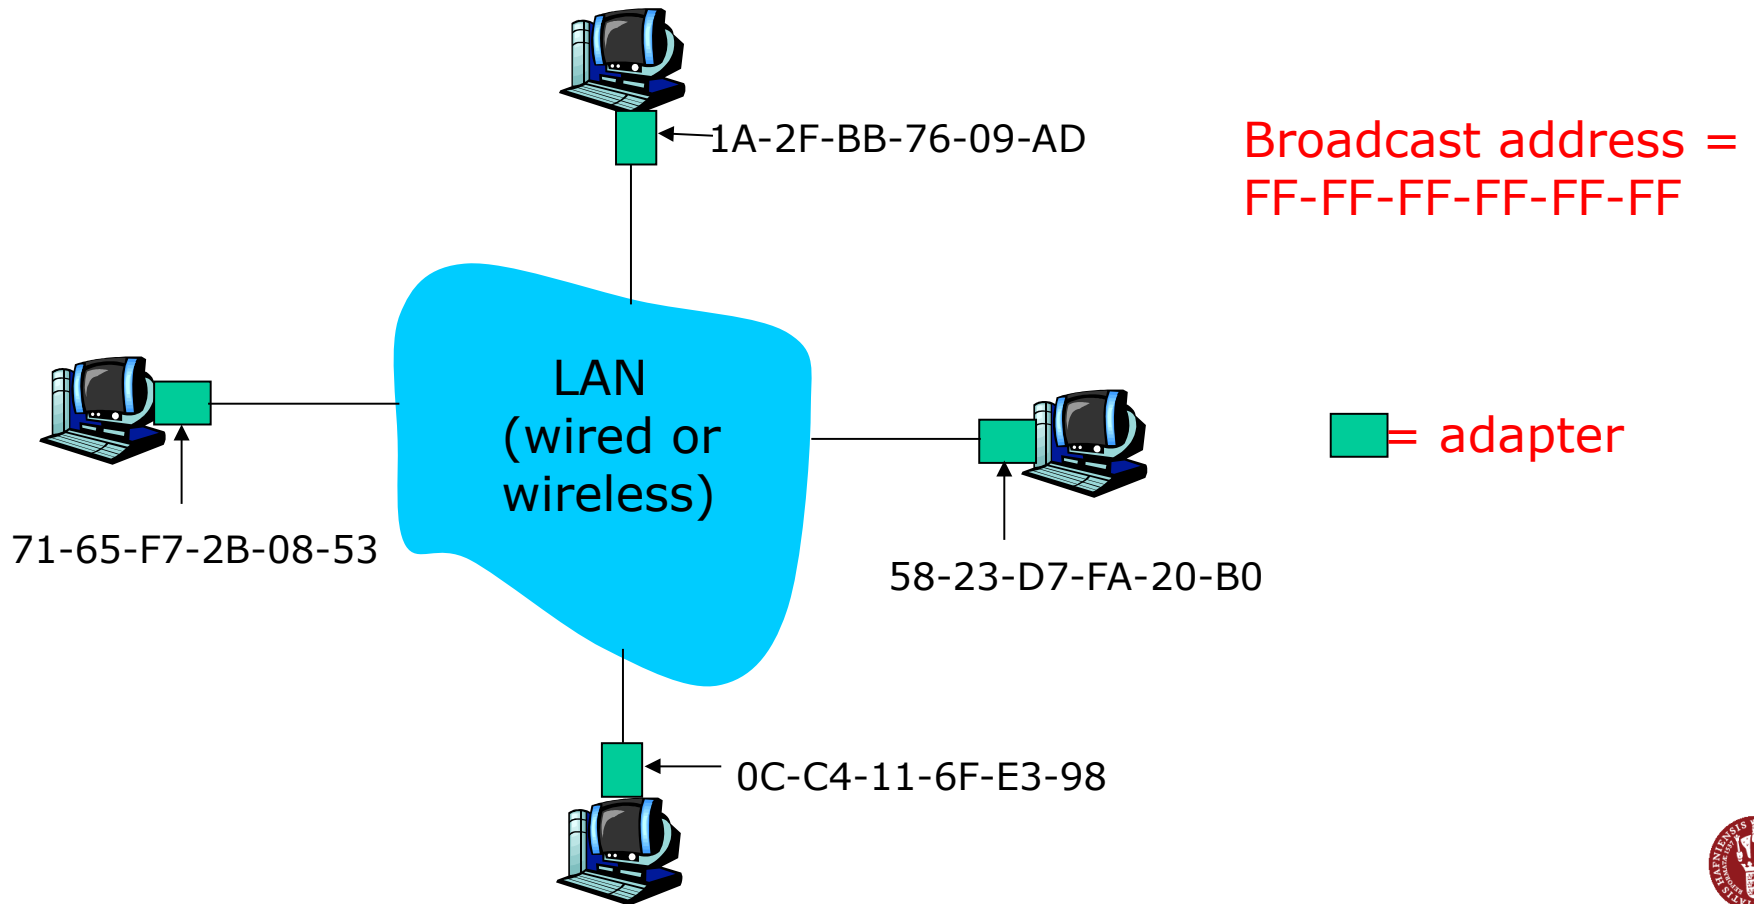 1A-2F-BB-76-09-AD
Broadcast address =
FF-FF-FF-FF-FF-FF
LAN
(wired or
wireless)
= adapter
71-65-F7-2B-08-53
58-23-D7-FA-20-B0
0C-C4-11-6F-E3-98